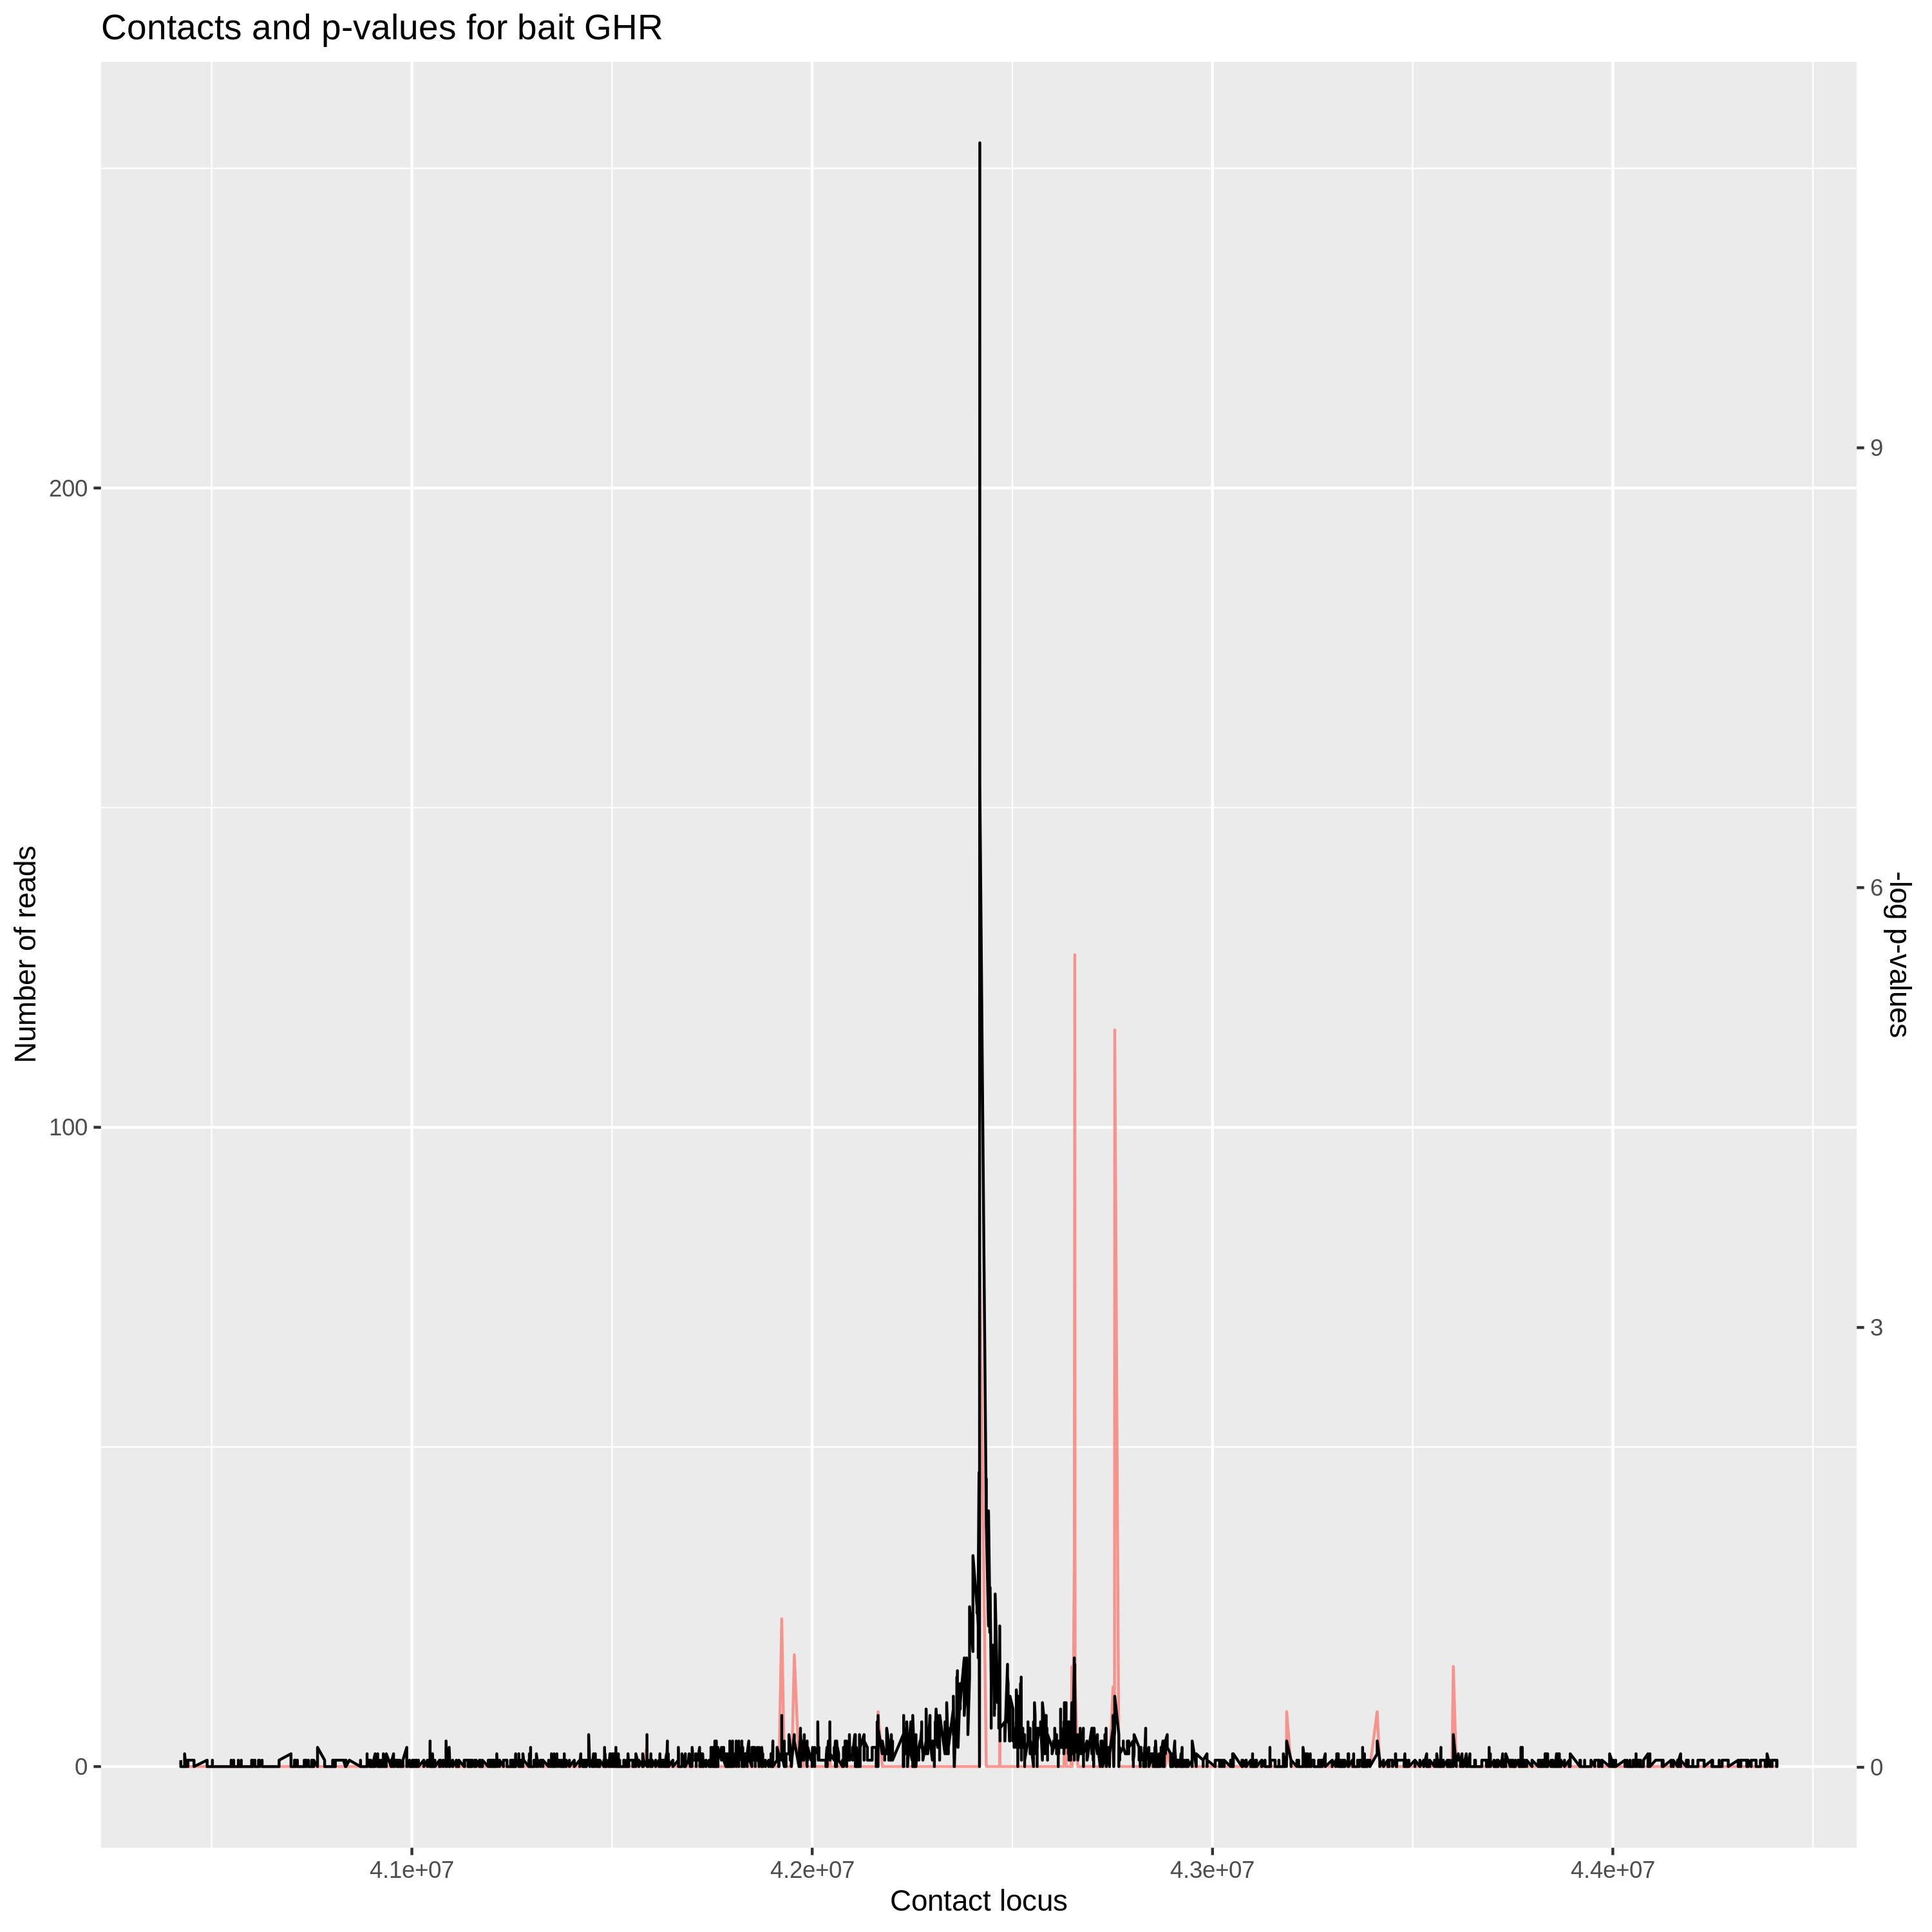 Contacts and p-values for bait GHR
Number of reads
200
100
0
9
6
3
0
-log p-values
4.1e+07 4.2e+07 4.3e+07 4.4e+07
Contact locus